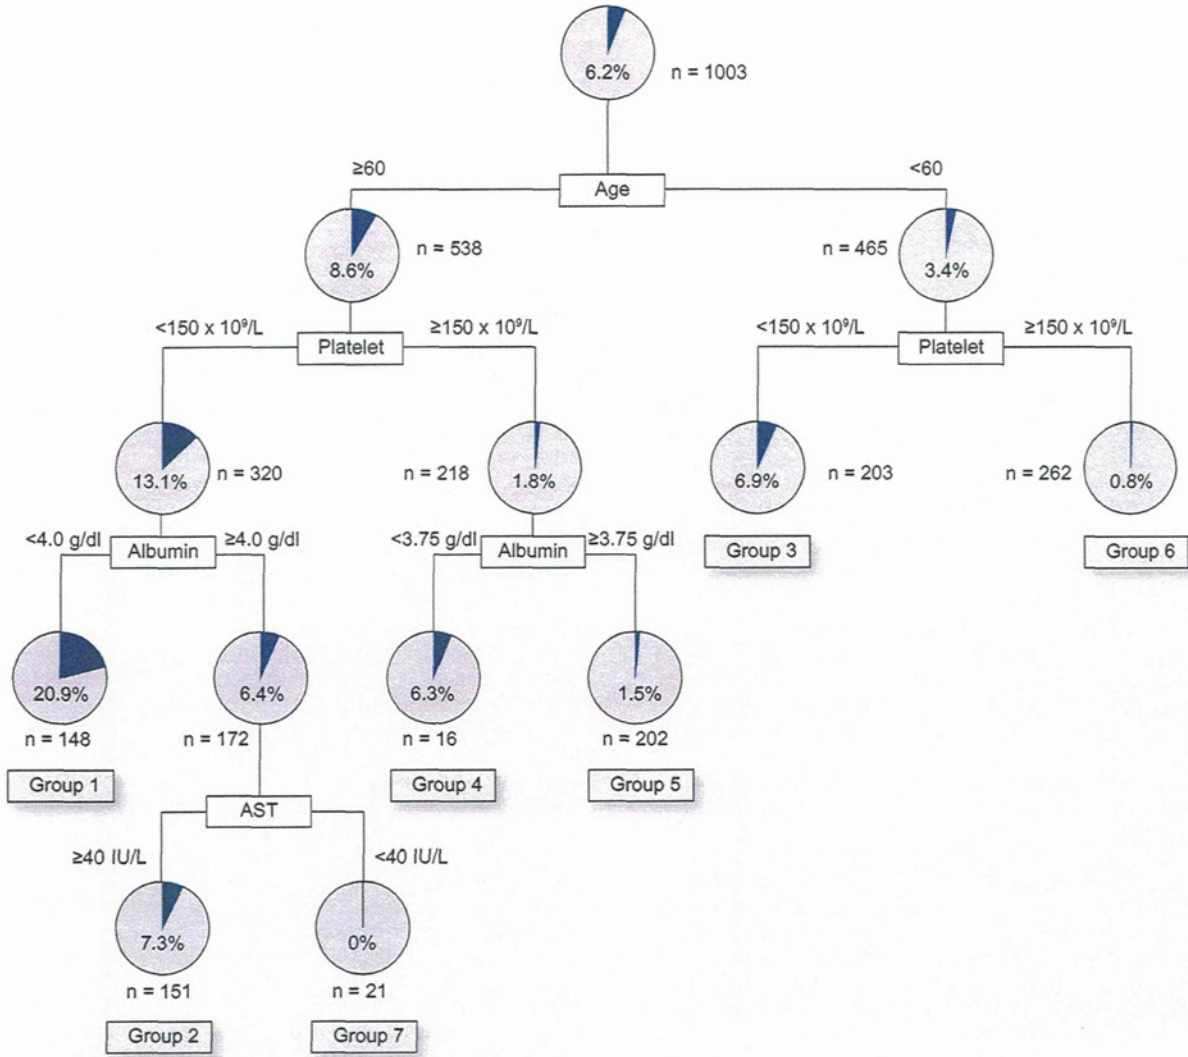 6.2%
n = 1003
≥60
<60
Age
8.6%
n = 538
n = 465
3.4%
<150 x 10⁹/L
≥150 x 10⁹/L
<150 x 10⁹/L
≥150 x 10⁹/L
Platelet
Platelet
13.1%
n = 320
n = 218
1.8%
6.9%
n = 203
n = 262
0.8%
<4.0 g/dl
Albumin
≥4.0 g/dl
<3.75 g/dl
Albumin
≥3.75 g/dl
Group 3
Group 6
20.9%
6.4%
6.3%
1.5%
n = 148
n = 172
n = 16
n = 202
Group 1
Group 4
Group 5
AST
≥40 IU/L
<40 IU/L
7.3%
0%
n = 151
n = 21
Group 2
Group 7